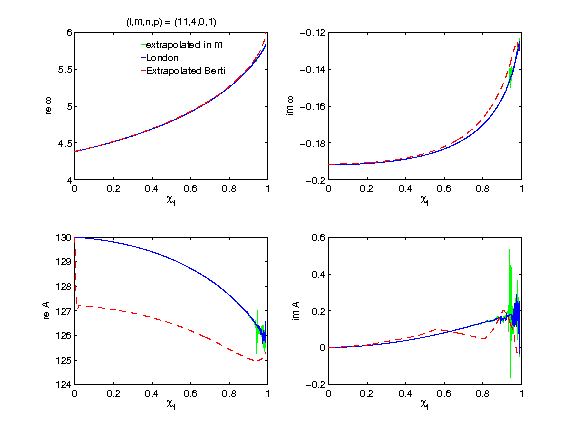 (l,m,n,p) = (11,4,0,1)
6
5.5
5
4.5
4
re ω
extrapolated in m
London
Extrapolated Berti
0 0.2 0.4 0.6 0.8 1
χf
−0.12
−0.14
−0.16
−0.18
−0.2
im ω
0 0.2 0.4 0.6 0.8 1
χf
130
129
128
127
126
125
124
re A
0 0.2 0.4 0.6 0.8 1
χf
0.6
0.4
0.2
0
−0.2
im A
0 0.2 0.4 0.6 0.8 1
χf